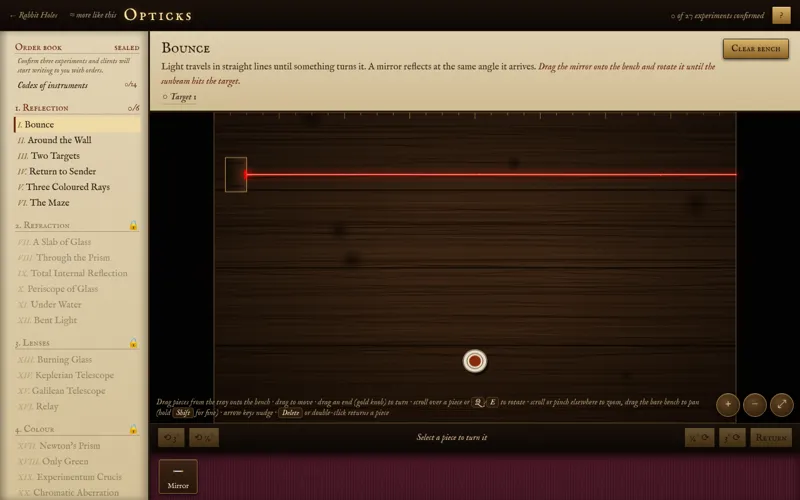 ← Rabbit Holes
≈ more like this
Opticks
0 of 27 experiments confirmed
?
Order book
sealed
Confirm three experiments and clients will
start writing to you with orders.
Codex of instruments
0/14
1. Reflection
0/6
I. Bounce
II. Around the Wall
III. Two Targets
IV. Return to Sender
V. Three Coloured Rays
VI. The Maze
2. Refraction
VII. A Slab of Glass
VIII. Through the Prism
IX. Total Internal Reflection
X. Periscope of Glass
XI. Under Water
XII. Bent Light
3. Lenses
XIII. Burning Glass
XIV. Keplerian Telescope
XV. Galilean Telescope
XVI. Relay
4. Colour
XVII. Newton's Prism
XVIII. Only Green
XIX. Experimentum Crucis
XX. Chromatic Aberration
Bounce
Clear bench
Light travels in straight lines until something turns it. A mirror reflects at the same angle it arrives. Drag the mirror onto the bench and rotate it until the
sunbeam hits the target.
○ Target 1
Drag pieces from the tray onto the bench · drag to move · drag an end (gold knob) to turn · scroll over a piece or Q E to rotate · scroll or pinch elsewhere to zoom, drag the bare bench to pan
(hold Shift for fine) · arrow keys nudge · Delete or double-click returns a piece
+
−
Select a piece to turn it
Return
Mirror